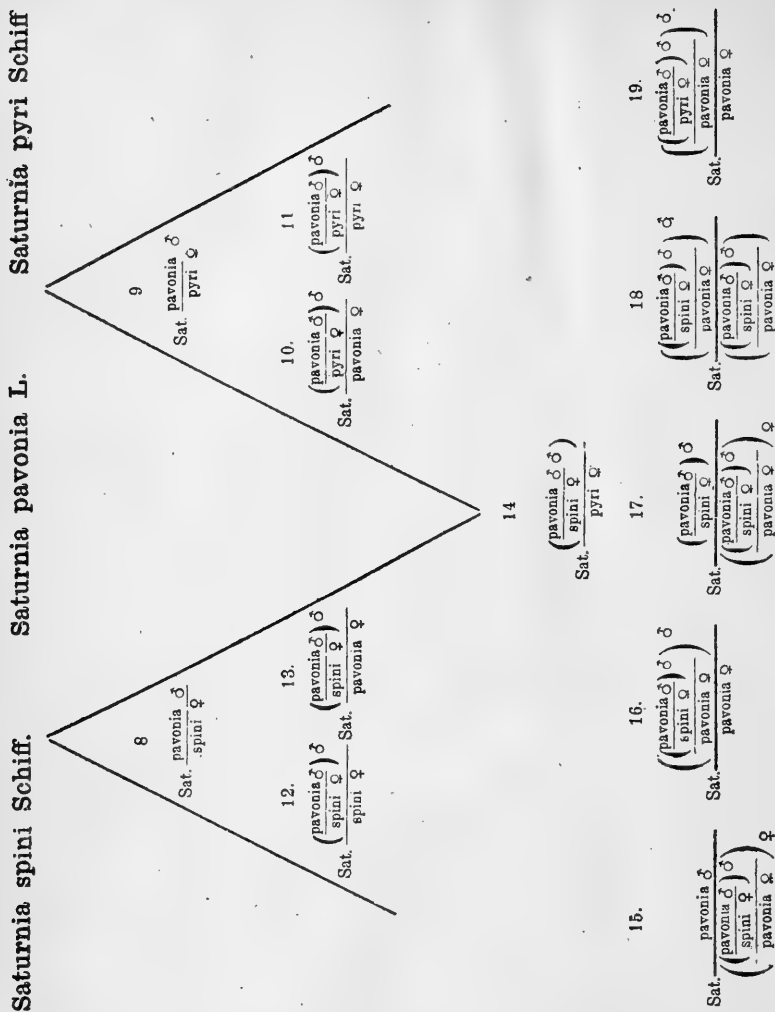 Saturnia spini Schiff. Saturnia pavonia L. Saturnia pyri Schiff
8
pavonia ♂
Sat.
spini ♀
9
pavonia ♂
Sat.
pyri ♀
12.
((pavonia ♂
spini ♀) ♂
Sat.
spini ♀
13.
(pavonia ♂
spini ♀) ♂
Sat.
pavonia ♀
10.
(pavonia ♂
pyri ♀) ♂
Sat.
pavonia ♀
11
(pavonia ♂
pyri ♀) ♂
Sat.
pyri ♀
14
(pavonia ♂ ♂
spini ♀)
Sat.
pyri ♀
15.
pavonia ♂
Sat.
((pavonia ♂
spini ♀) ♂
pavonia ♀) ♀
16.
((pavonia ♂
spini ♀) ♂
pavonia ♀) ♂
Sat.
pavonia ♀
17.
(pavonia ♂
spini ♀) ♂
Sat.
((pavonia ♂
spini ♀) ♂
pavonia ♀) ♀
18
((pavonia ♂
spini ♀) ♂
pavonia ♀) ♂
Sat.
((pavonia ♂
spini ♀) ♂
pavonia ♀)
19.
((pavonia ♂
pyri ♀) ♂
pavonia ♀) ♂.
Sat.
pavonia ♀